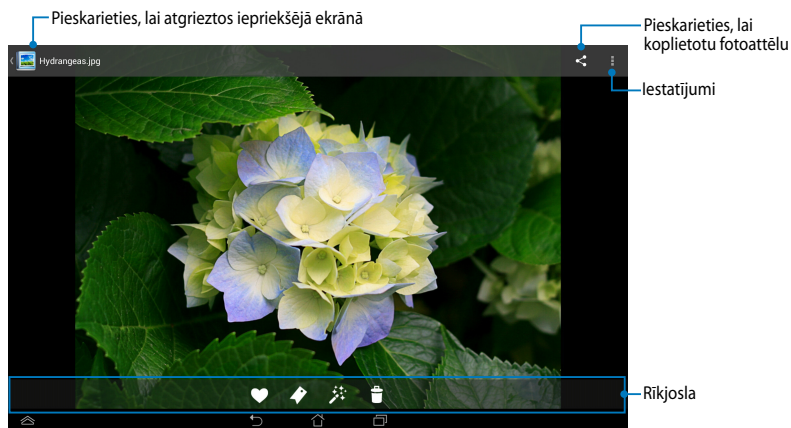 Pieskarieties, lai atgrieztos iepriekšējā ekrānā
Pieskarieties, lai
koplietotu fotoattēlu
Hydrangeas.jpg
Iestatījumi
Rīkjosla